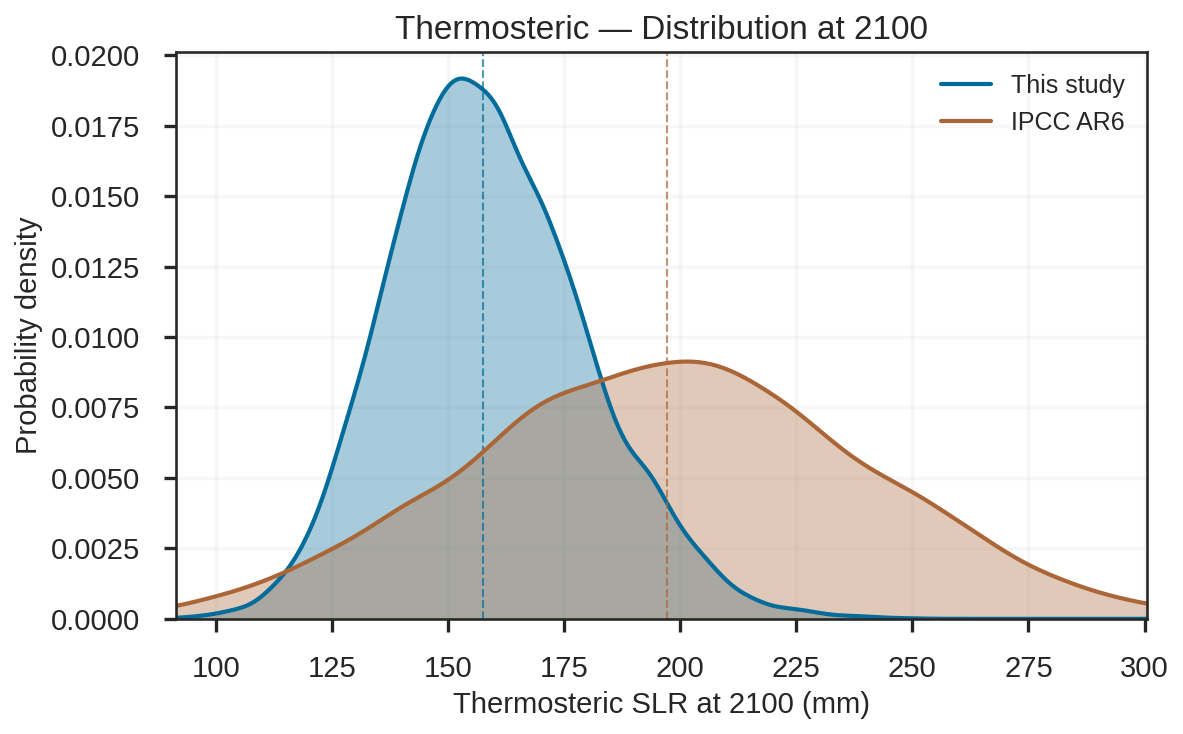 Thermosteric — Distribution at 2100
This study
IPCC AR6
Probability density
0.0200
0.0175
0.0150
0.0125
0.0100
0.0075
0.0050
0.0025
0.0000
100 125 150 175 200 225 250 275 300
Thermosteric SLR at 2100 (mm)